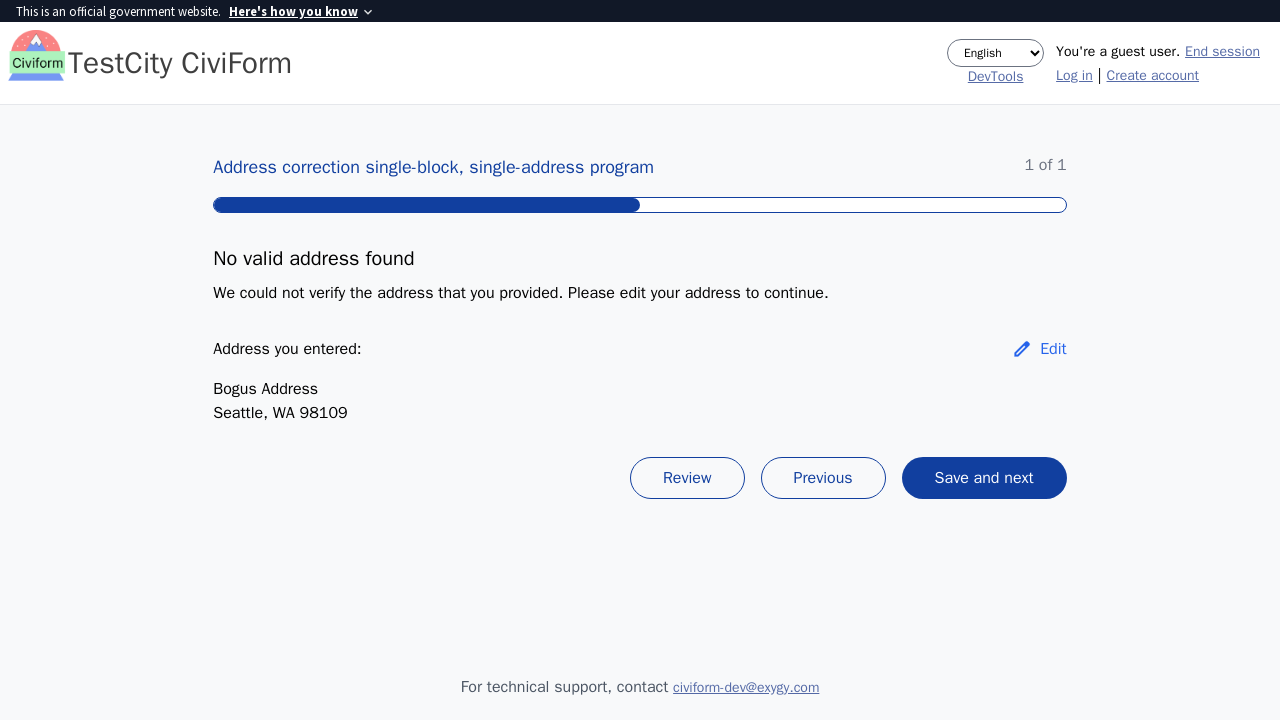 This is an official government website. Here's how you know
Civiform
TestCity CiviForm
English
DevTools
You're a guest user. End session
Log in | Create account
Address correction single-block, single-address program
1 of 1
No valid address found
We could not verify the address that you provided. Please edit your address to continue.
Address you entered:
Edit
Bogus Address
Seattle, WA 98109
Review
Previous
Save and next
For technical support, contact civiform-dev@exygy.com